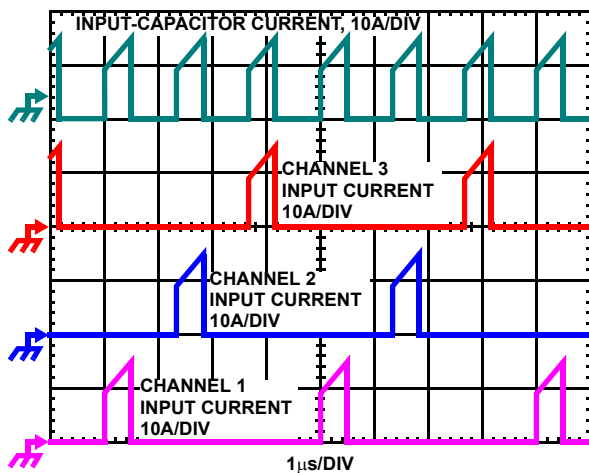 INPUT-CAPACITOR CURRENT, 10A/DIV
CHANNEL 3
INPUT CURRENT
10A/DIV
CHANNEL 2
INPUT CURRENT
10A/DIV
CHANNEL 1
INPUT CURRENT
10A/DIV
1μs/DIV